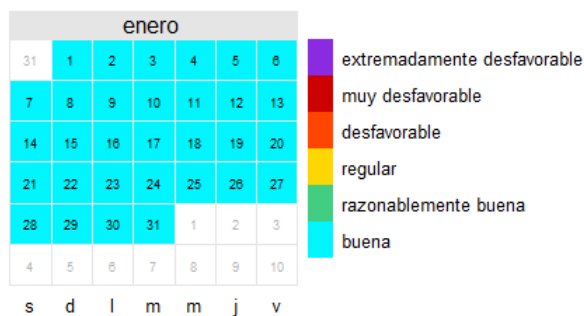 enero
31 1 2 3 4 5 6
7 8 9 10 11 12 13
14 15 16 17 18 19 20
21 22 23 24 25 26 27
28 29 30 31 1 2 3
4 5 6 7 8 9 10
s d l m m j v
extremadamente desfavorable
muy desfavorable
desfavorable
regular
razonablemente buena
buena